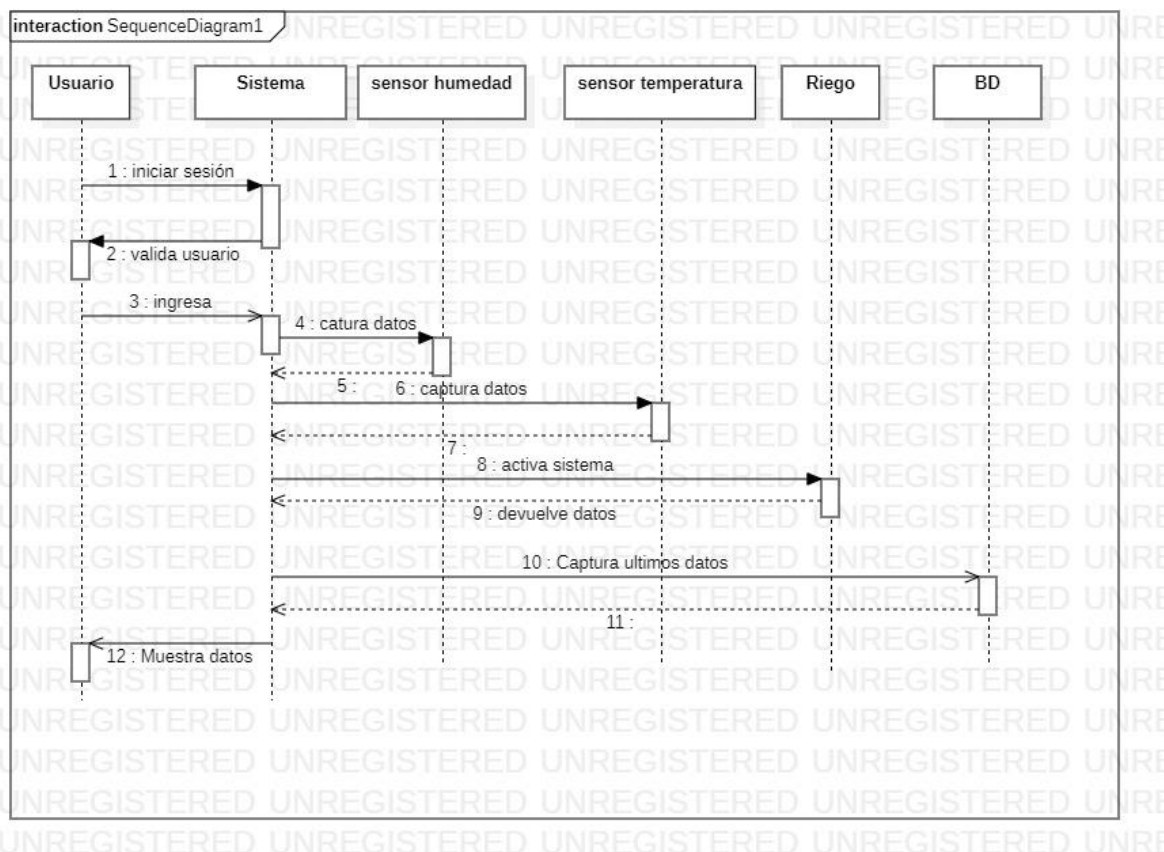 interaction SequenceDiagram1
Usuario
Sistema
sensor humedad
sensor temperatura
Riego
BD
1 : iniciar sesión
2 : valida usuario
3 : ingresa
4 : catura datos
5 :
6 : captura datos
7 :
8 : activa sistema
9 : devuelve datos
10 : Captura ultimos datos
11 :
12 : Muestra datos
UNREGISTERED